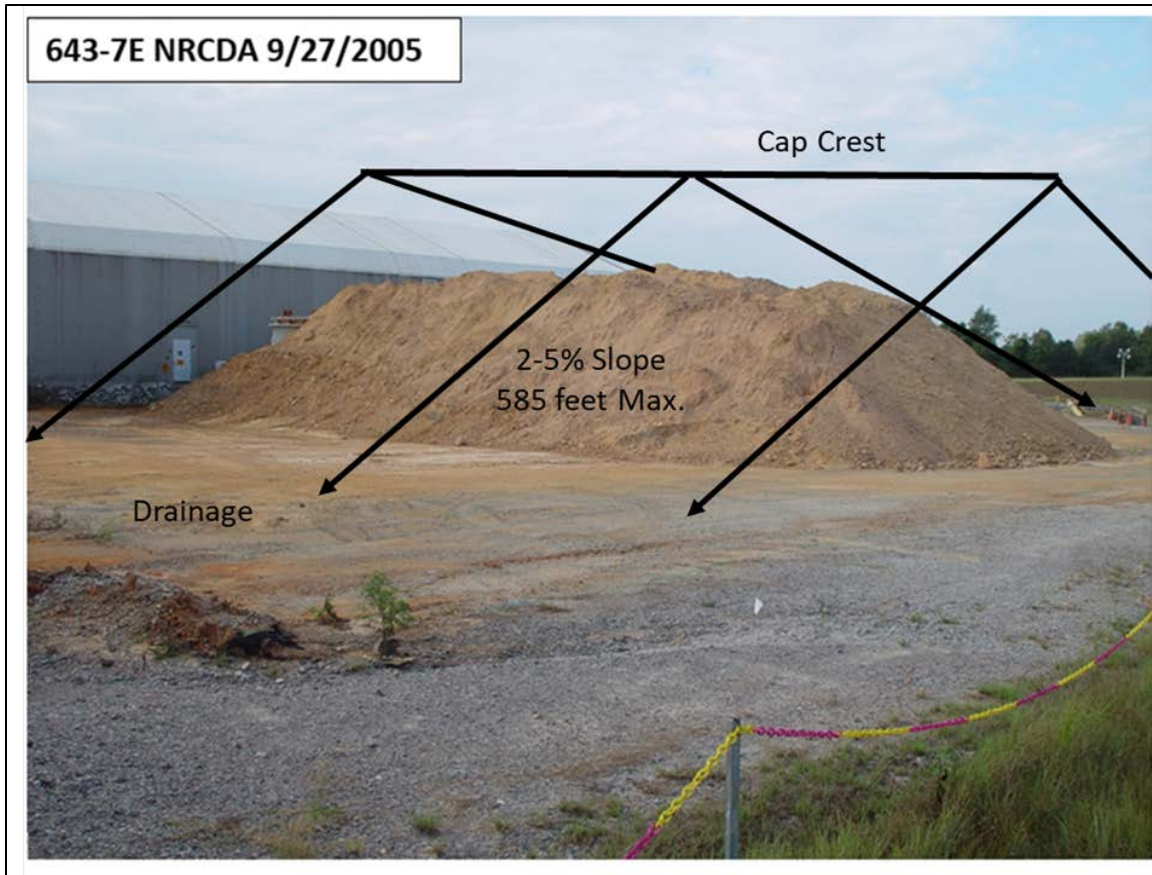 643-7E NRCDA 9/27/2005
Cap Crest
2-5% Slope
585 feet Max.
Drainage